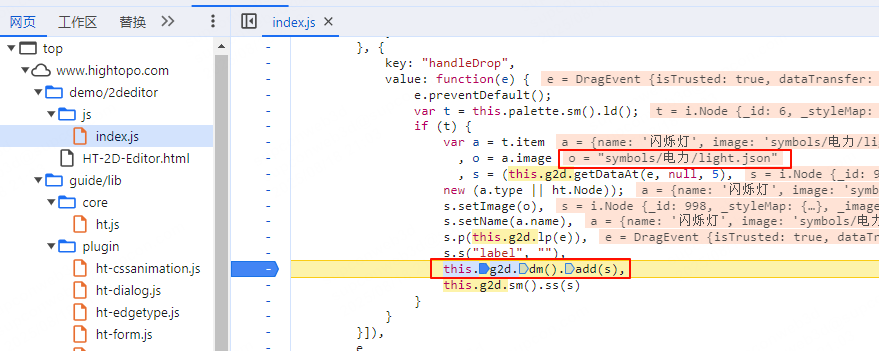 网页 工作区 替换 >> index.js ×
top
www.hightopo.com
demo/2deditor
js
index.js
HT-2D-Editor.html
guide/lib
core
ht.js
plugin
ht-cssanimation.js
ht-dialog.js
ht-edgetype.js
ht-form.js
}, {
key: "handleDrop",
value: function(e) { e = DragEvent {isTrusted: true, dataTransfer:
e.preventDefault();
var t = this.palette.sm().ld(); t = i.Node {_id: 6, _styleMap:
if (t) {
var a = t.item a = {name: '闪烁灯', image: 'symbols/电力/li
, o = a.image o = "symbols/电力/light.json"
, s = (this.g2d.getDataAt(e, null, 5), s = i.Node {_id: 9
new (a.type || ht.Node)); a = {name: '闪烁灯', image: 'sym
s.setImage(o), s = i.Node {_id: 998, _styleMap: {…}, _image
s.setName(a.name), a = {name: '闪烁灯', image: 'symbols/电力
s.p(this.g2d.lp(e)), e = DragEvent {isTrusted: true, dataTra
s.s("label", ""),
this.g2d.dm().add(s),
this.g2d.sm().ss(s)
}
}
}]),
e